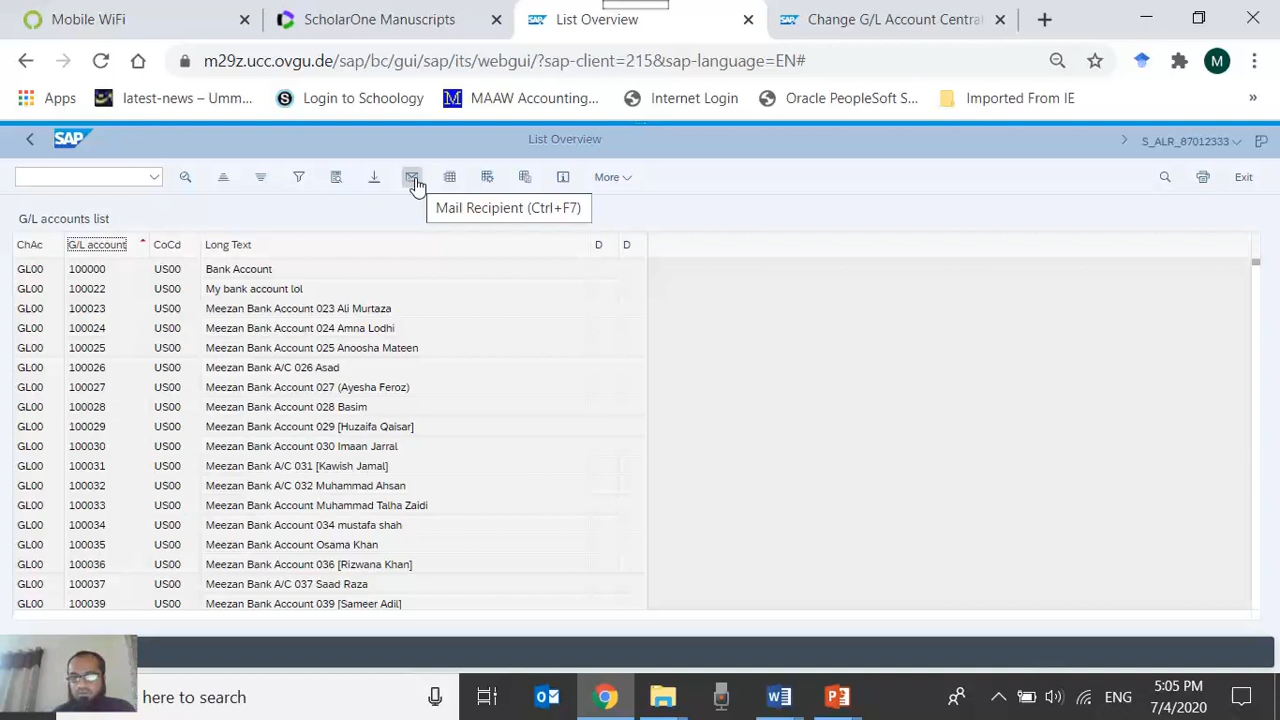 Mobile WiFi
ScholarOne Manuscripts
List Overview
Change G/L Account Central
m29z.ucc.ovgu.de/sap/bc/gui/sap/its/webgui/?sap-client=215&sap-language=EN#
M
Apps
latest-news – Umm...
Login to Schoology
MAAW Accounting...
Internet Login
Oracle PeopleSoft S...
Imported From IE
SAP
List Overview
S_ALR_87012333
More
Exit
Mail Recipient (Ctrl+F7)
G/L accounts list
ChAc G/L account CoCd Long Text D D
GL00 100000 US00 Bank Account
GL00 100022 US00 My bank account lol
GL00 100023 US00 Meezan Bank Account 023 Ali Murtaza
GL00 100024 US00 Meezan Bank Account 024 Amna Lodhi
GL00 100025 US00 Meezan Bank Account 025 Anoosha Mateen
GL00 100026 US00 Meezan Bank A/C 026 Asad
GL00 100027 US00 Meezan Bank Account 027 (Ayesha Feroz)
GL00 100028 US00 Meezan Bank Account 028 Basim
GL00 100029 US00 Meezan Bank Account 029 [Huzaifa Qaisar]
GL00 100030 US00 Meezan Bank Account 030 Imaan Jarral
GL00 100031 US00 Meezan Bank A/C 031 [Kawish Jamal]
GL00 100032 US00 Meezan Bank A/C 032 Muhammad Ahsan
GL00 100033 US00 Meezan Bank Account Muhammad Talha Zaidi
GL00 100034 US00 Meezan Bank Account 034 mustafa shah
GL00 100035 US00 Meezan Bank Account Osama Khan
GL00 100036 US00 Meezan Bank Account 036 [Rizwana Khan]
GL00 100037 US00 Meezan Bank A/C 037 Saad Raza
GL00 100039 US00 Meezan Bank Account 039 [Sameer Adil]
here to search
ENG
5:05 PM
7/4/2020